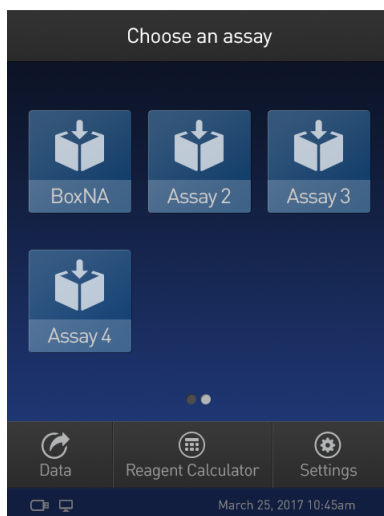 Choose an assay
BoxNA Assay 2 Assay 3
Assay 4
Data Reagent Calculator Settings
March 25, 2017 10:45am